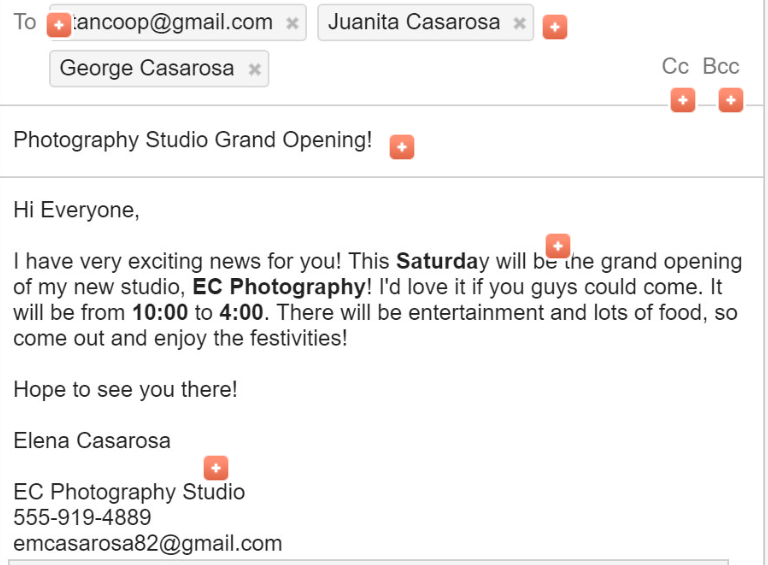 To tancoop@gmail.com × Juanita Casarosa ×
George Casarosa × Cc Bcc
Photography Studio Grand Opening!
Hi Everyone,
I have very exciting news for you! This Saturday will be the grand opening
of my new studio, EC Photography! I'd love it if you guys could come. It
will be from 10:00 to 4:00. There will be entertainment and lots of food, so
come out and enjoy the festivities!
Hope to see you there!
Elena Casarosa
EC Photography Studio
555-919-4889
emcasarosa82@gmail.com